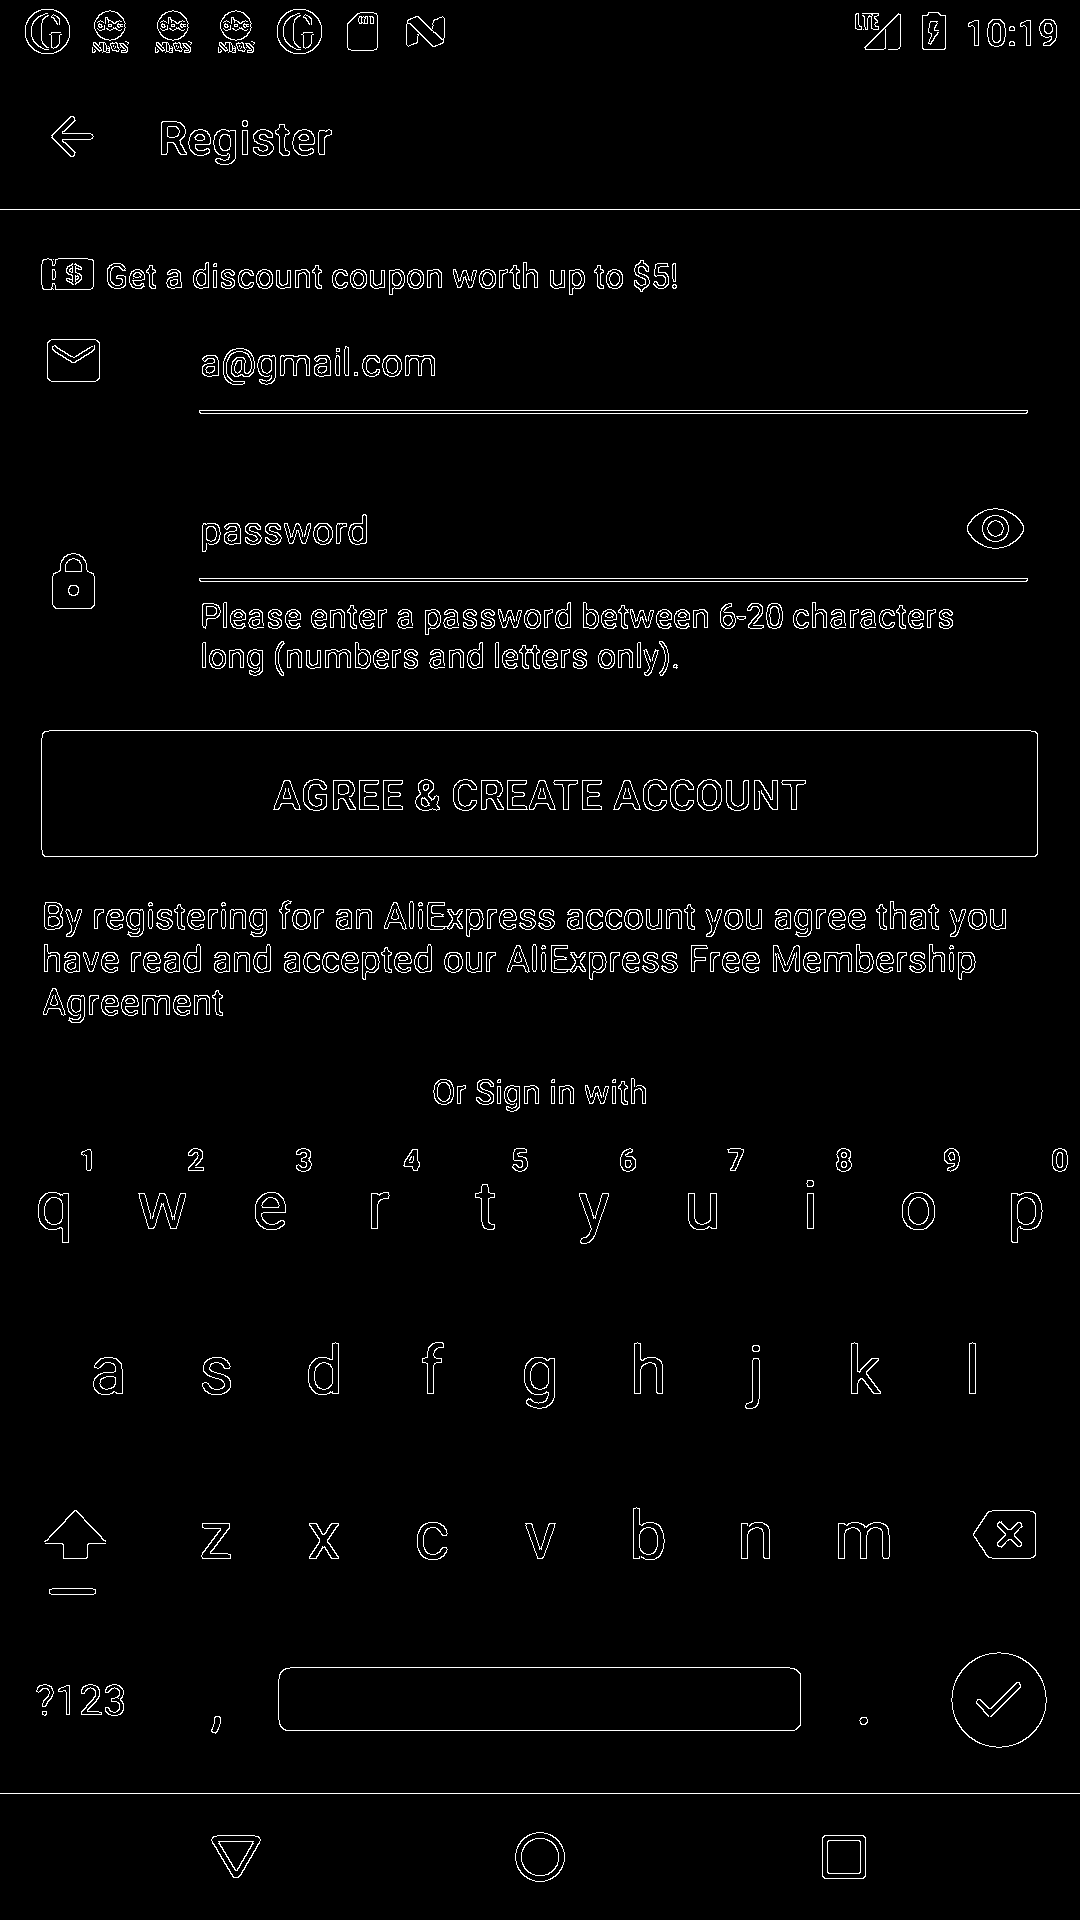 LTE 10:19
Register
Get a discount coupon worth up to $5!
a@gmail.com
password
Please enter a password between 6-20 characters
long (numbers and letters only).
AGREE & CREATE ACCOUNT
By registering for an AliExpress account you agree that you
have read and accepted our AliExpress Free Membership
Agreement
Or Sign in with
1 2 3 4 5 6 7 8 9 0
q w e r t y u i o p
a s d f g h j k l
z x c v b n m
?123 , .